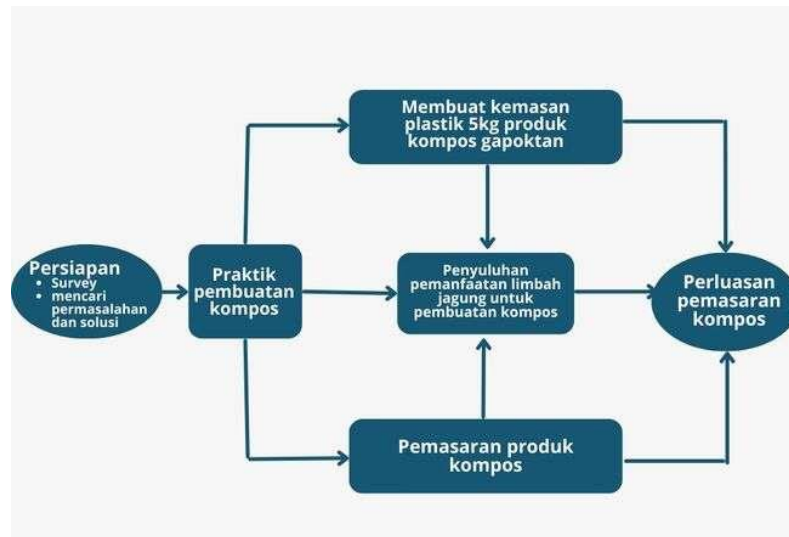 Membuat kemasan
plastik 5kg produk
kompos gapoktan
Persiapan
• Survey
• mencari
permasalahan
dan solusi
Praktik
pembuatan
kompos
Penyuluhan
pemanfaatan limbah
jagung untuk
pembuatan kompos
Perluasan
pemasaran
kompos
Pemasaran produk
kompos